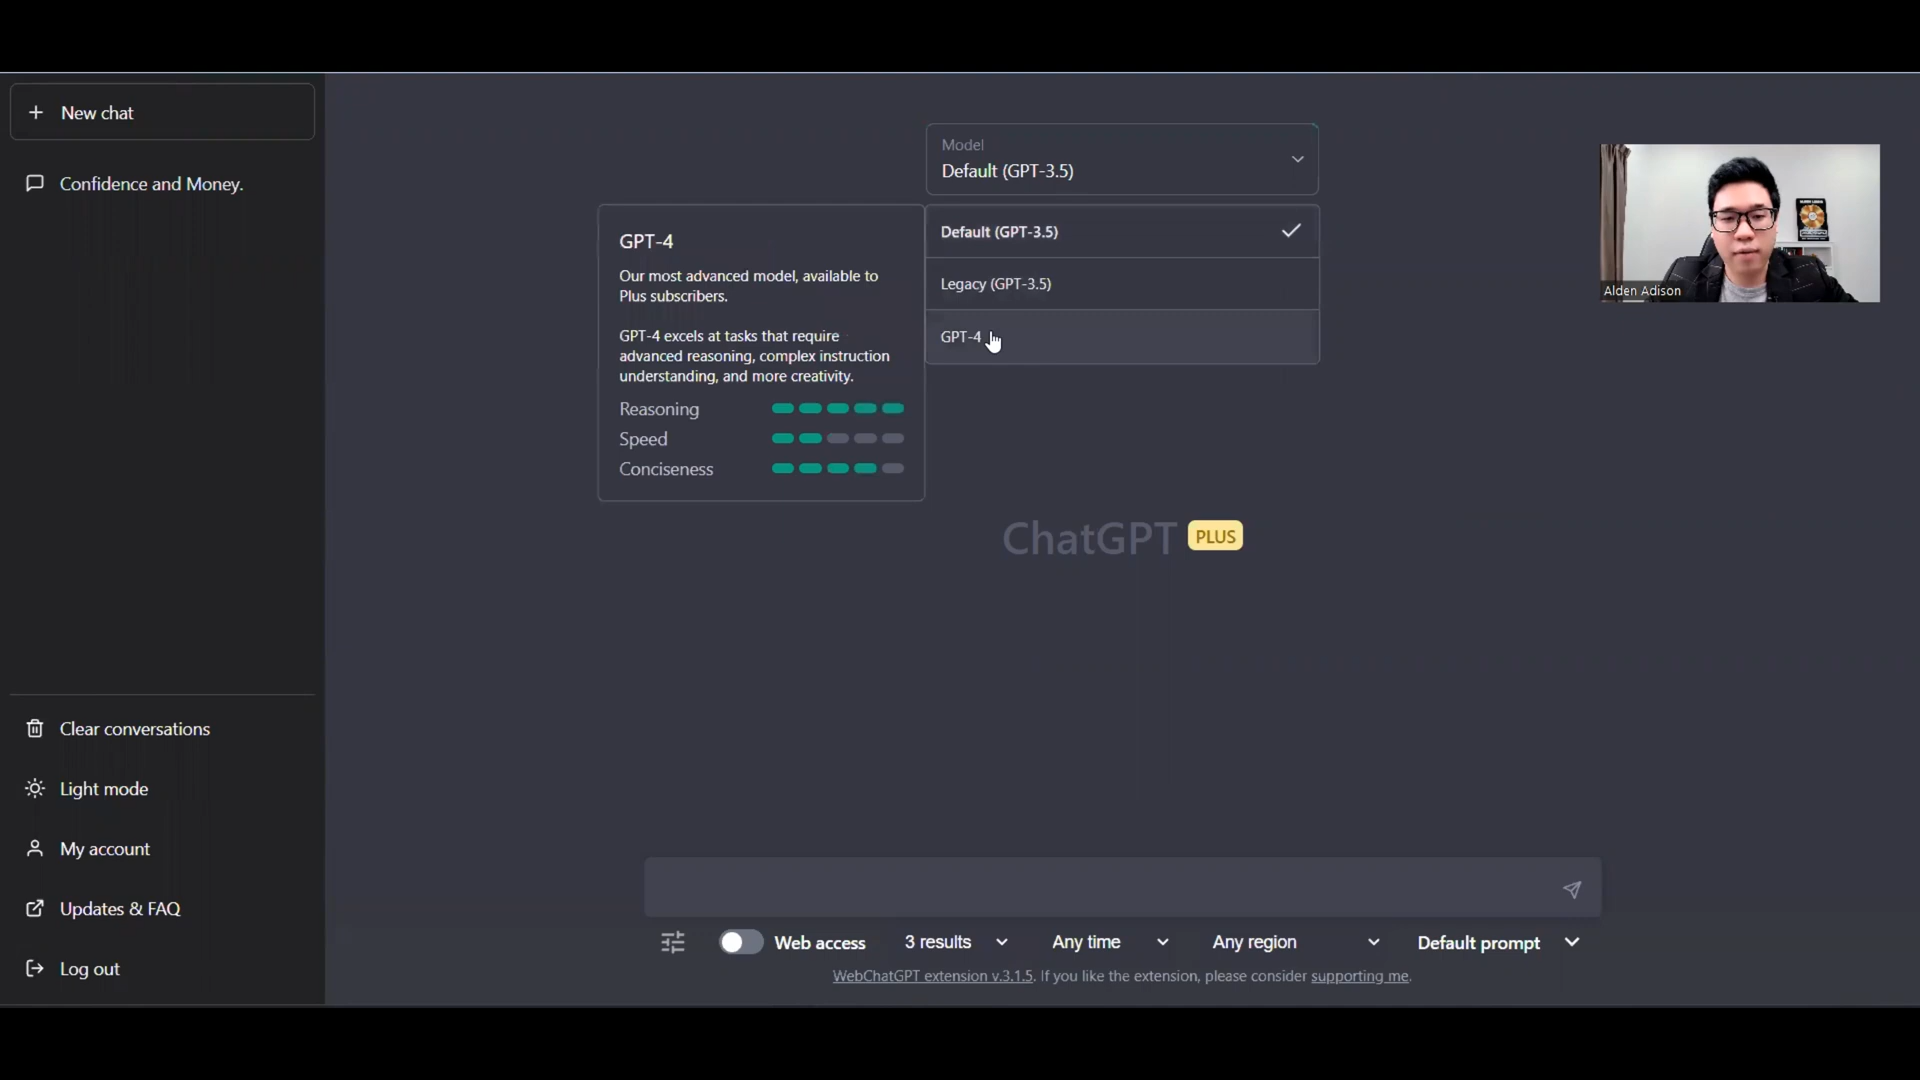 New chat
Confidence and Money.
Model
Default (GPT-3.5)
Default (GPT-3.5)
Legacy (GPT-3.5)
GPT-4
GPT-4
Our most advanced model, available to
Plus subscribers.
GPT-4 excels at tasks that require
advanced reasoning, complex instruction
understanding, and more creativity.
Reasoning
Speed
Conciseness
Alden Adison
ChatGPT PLUS
Clear conversations
Light mode
My account
Updates & FAQ
Log out
Web access 3 results Any time Any region Default prompt
WebChatGPT extension v.3.1.5. If you like the extension, please consider supporting me.